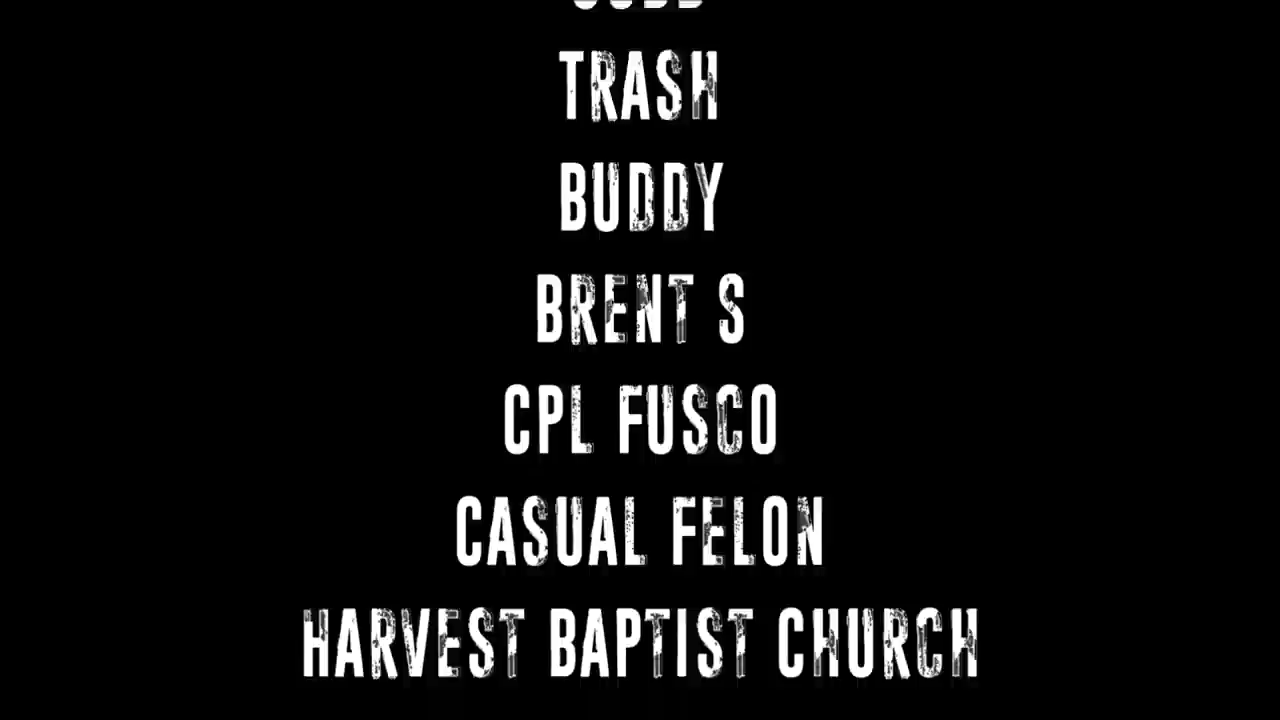 TRASH
BUDDY
BRENT S
CPL FUSCO
CASUAL FELON
HARVEST BAPTIST CHURCH